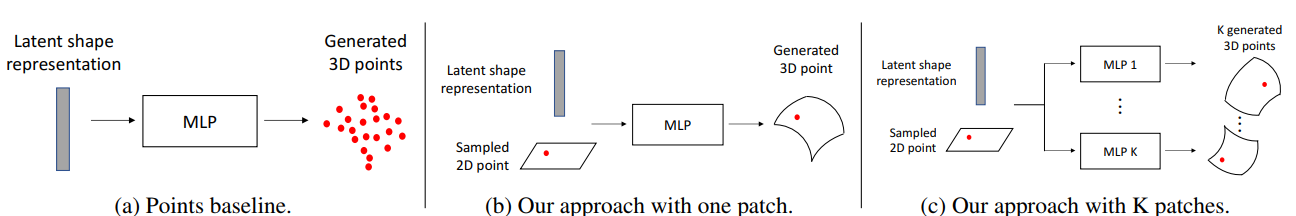 Latent shape
representation
MLP
Generated
3D points
(a) Points baseline.
Latent shape
representation
Sampled
2D point
MLP
Generated
3D point
(b) Our approach with one patch.
Latent shape
representation
Sampled
2D point
MLP 1
⋮
MLP K
K generated
3D points
⋮
(c) Our approach with K patches.